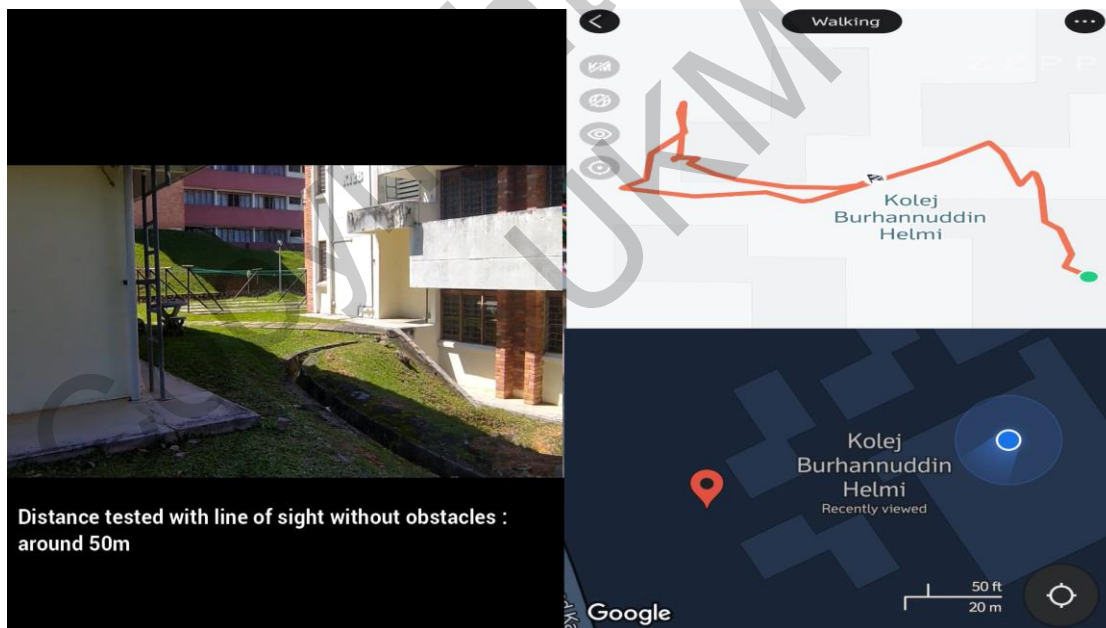 Distance tested with line of sight without obstacles :
around 50m
Walking
Kolej
Burhannuddin
Helmi
Kolej
Burhannuddin
Helmi
Recently viewed
50 ft
20 m
Google
UKM